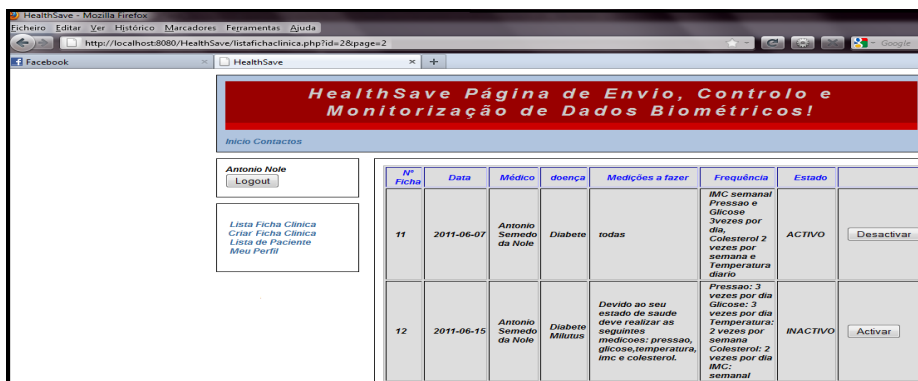 HealthSave - Mozilla Firefox
Ficheiro Editar Ver Histórico Marcadores Ferramentas Ajuda
http://localhost:8080/HealthSave/listafichaclinica.php?id=2&page=2
Google
Facebook
HealthSave
HealthSave Página de Envio, Controlo e
Monitorização de Dados Biométricos!
Inicio Contactos
Antonio Nole
Logout
Lista Ficha Clinica
Criar Ficha Clinica
Lista de Paciente
Meu Perfil
Nº
Ficha
Data
Médico
doença
Medições a fazer
Frequência
Estado
11
2011-06-07
Antonio
Semedo
da Nole
Diabete
todas
IMC semanal
Pressao e
Glicose
3vezes por
dia,
Colesterol 2
vezes por
semana e
Temperatura
diario
ACTIVO
Desactivar
12
2011-06-15
Antonio
Semedo
da Nole
Diabete
Milutus
Devido ao seu
estado de saude
deve realizar as
seguintes
medicoes: pressao,
glicose,temperatura,
imc e colesterol.
Pressao: 3
vezes por dia
Glicose: 3
vezes por dia
Temperatura:
2 vezes por
semana
Colesterol: 2
vezes por dia
IMC:
semanal
INACTIVO
Activar